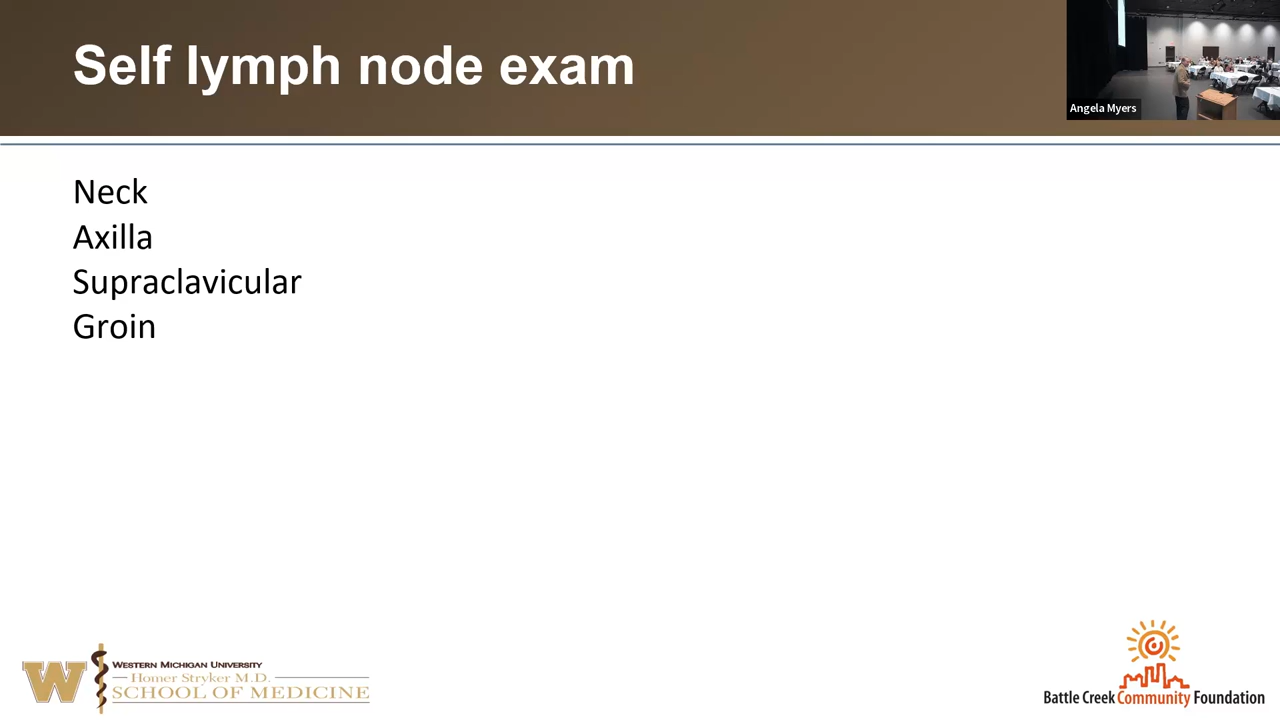 Self lymph node exam
Angela Myers
Neck
Axilla
Supraclavicular
Groin
W
WESTERN MICHIGAN UNIVERSITY
Homer Stryker M.D.
SCHOOL OF MEDICINE
Battle Creek Community Foundation